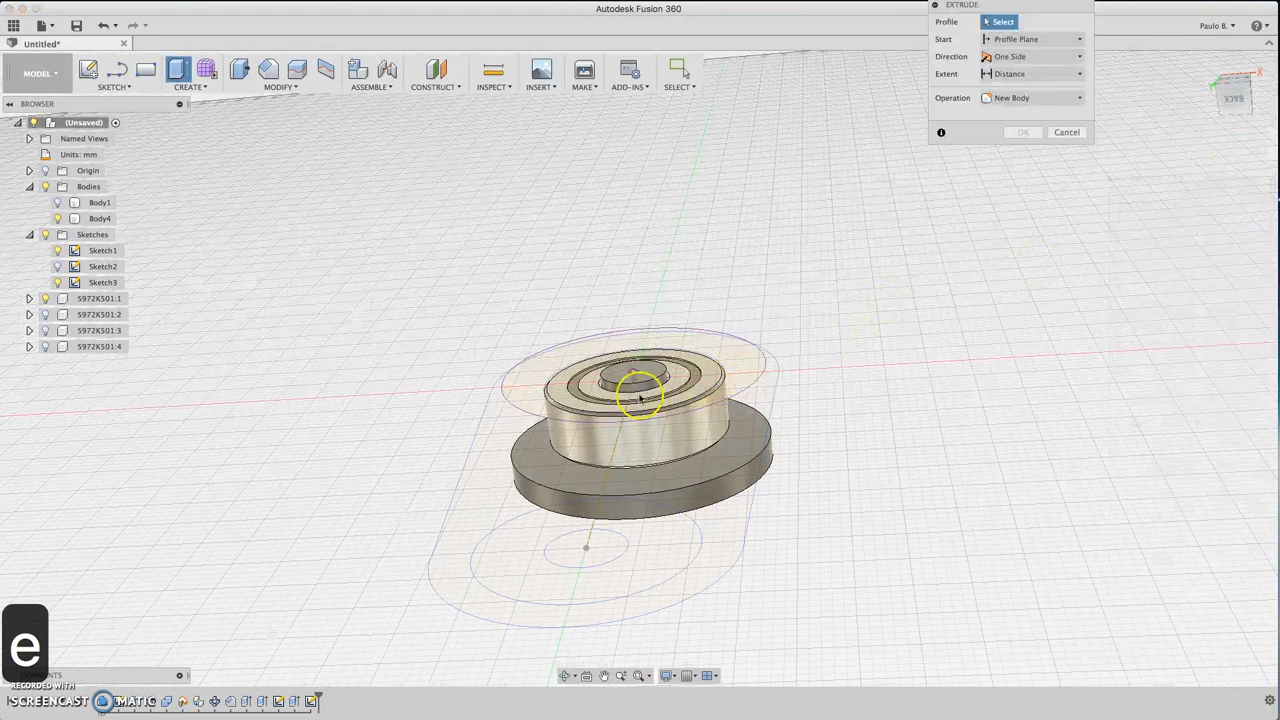 Autodesk Fusion 360
Paulo B.
Untitled*
MODEL
SKETCH
CREATE
MODIFY
ASSEMBLE
CONSTRUCT
INSPECT
INSERT
MAKE
ADD-INS
SELECT
EXTRUDE
Profile Select
Start Profile Plane
Direction One Side
Extent Distance
Operation New Body
OK Cancel
BACK
X
BROWSER
(Unsaved)
Named Views
Units: mm
Origin
Bodies
Body1
Body4
Sketches
Sketch1
Sketch2
Sketch3
5972K501:1
5972K501:2
5972K501:3
5972K501:4
e
COMMENTS
RECORDED WITH
SCREENCAST MATIC